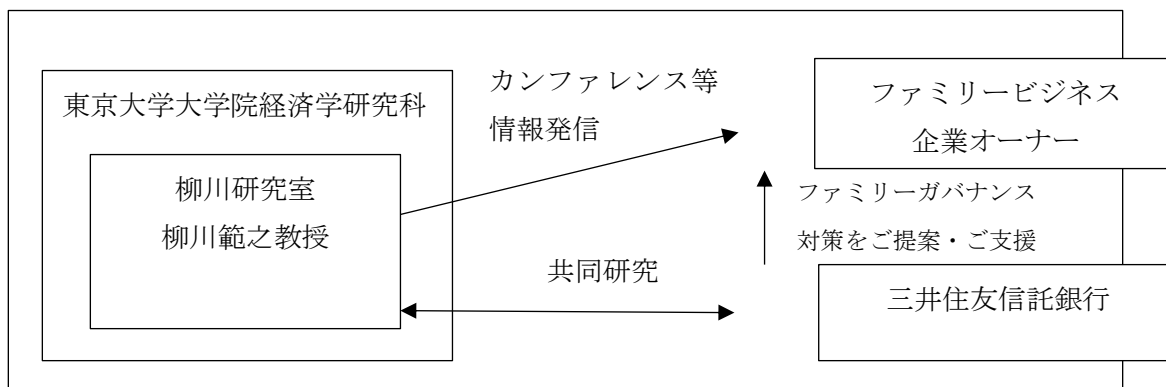 東京大学大学院経済学研究科
柳川研究室
柳川範之教授
カンファレンス等
情報発信
共同研究
ファミリービジネス
企業オーナー
ファミリーガバナンス
対策をご提案・ご支援
三井住友信託銀行